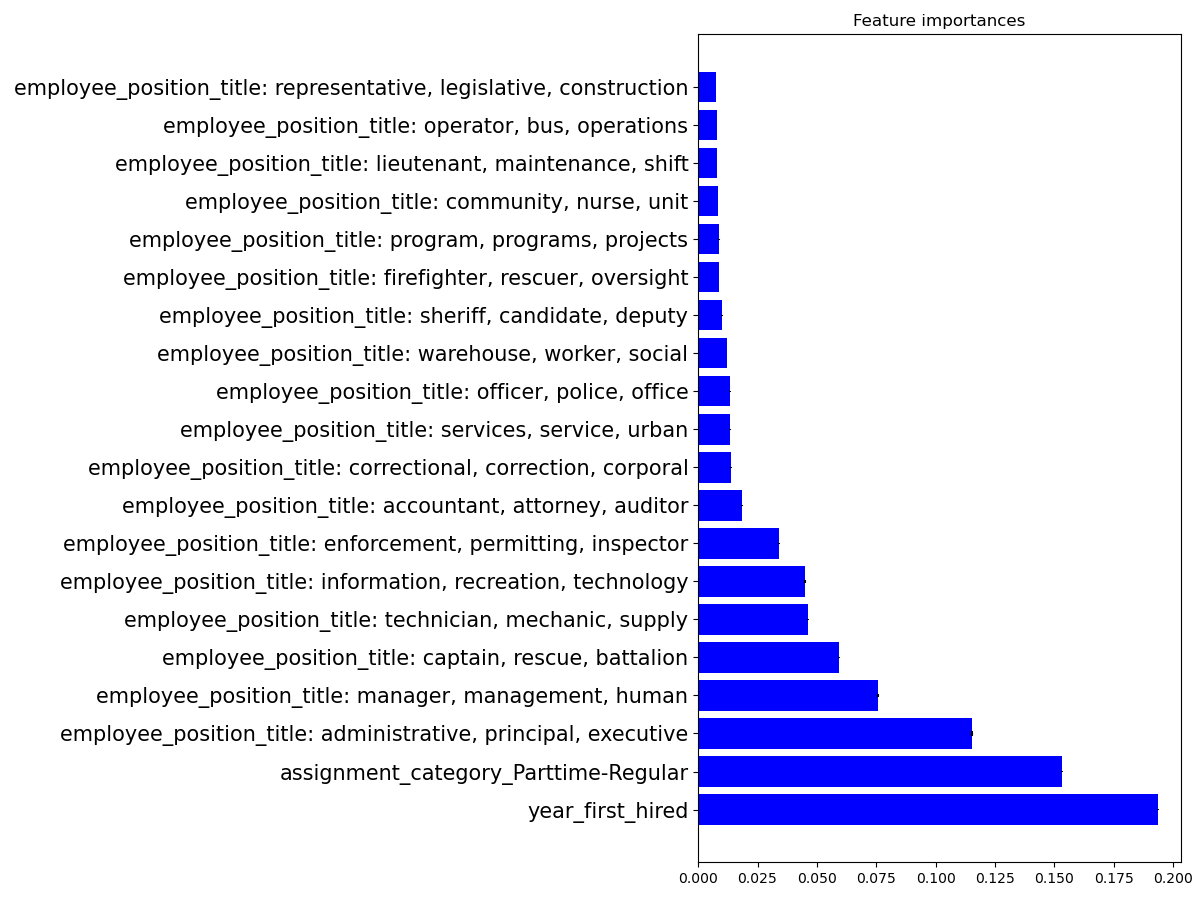 Feature importances
employee_position_title: representative, legislative, construction
employee_position_title: operator, bus, operations
employee_position_title: lieutenant, maintenance, shift
employee_position_title: community, nurse, unit
employee_position_title: program, programs, projects
employee_position_title: firefighter, rescuer, oversight
employee_position_title: sheriff, candidate, deputy
employee_position_title: warehouse, worker, social
employee_position_title: officer, police, office
employee_position_title: services, service, urban
employee_position_title: correctional, correction, corporal
employee_position_title: accountant, attorney, auditor
employee_position_title: enforcement, permitting, inspector
employee_position_title: information, recreation, technology
employee_position_title: technician, mechanic, supply
employee_position_title: captain, rescue, battalion
employee_position_title: manager, management, human
employee_position_title: administrative, principal, executive
assignment_category_Parttime-Regular
year_first_hired
0.000 0.025 0.050 0.075 0.100 0.125 0.150 0.175 0.200